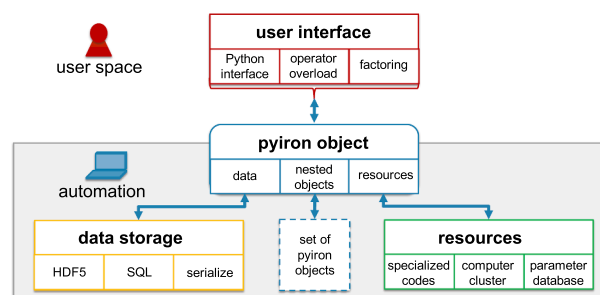 user interface
Python interface
operator overload
factoring
user space
pyiron object
data
nested objects
resources
automation
data storage
HDF5
SQL
serialize
set of pyiron objects
resources
specialized codes
computer cluster
parameter database